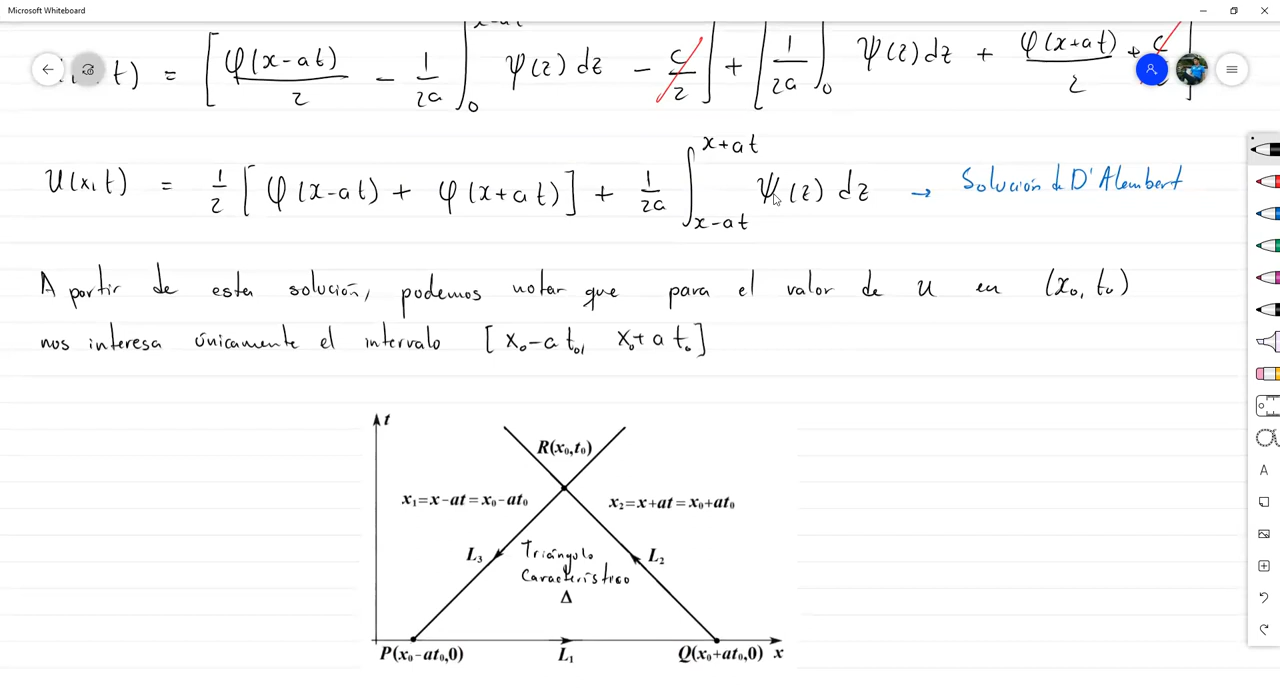 Microsoft Whiteboard
x-at
t) = [φ(x-at)/2 - 1/2a ∫₀ ψ(z)dz - c/2] + [1/2a ∫₀ ψ(z)dz + φ(x+at)/2 + c ]
u(x,t) = 1/2 [φ(x-at) + φ(x+at)] + 1/2a ∫_{x-at}^{x+at} ψ(z) dz → Solución de D'Alembert
A partir de esta solución, podemos notar que para el valor de u en (x₀, t₀)
nos interesa únicamente el intervalo [x₀-at₀, x₀+at₀]
t
R(x₀,t₀)
x₁=x-at=x₀-at₀
x₂=x+at=x₀+at₀
L₃
Triángulo
L₂
Característico
Δ
P(x₀-at₀,0)
L₁
Q(x₀+at₀,0)
x
A